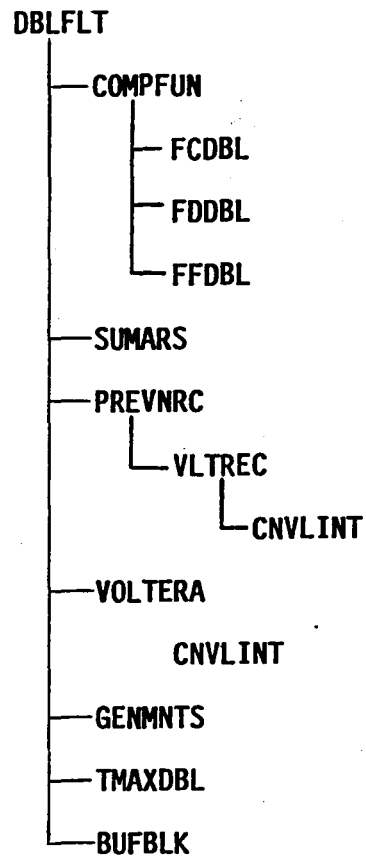 DBLFLT
COMPFUN
FCDBL
FDDBL
FFDBL
SUMARS
PREVNRC
VLTREC
CNVLINT
VOLTERA
CNVLINT
GENMNTS
TMAXDBL
BUFBLK